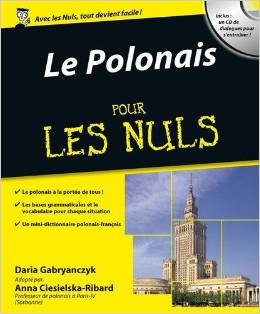 Avec les Nuls, tout devient facile !
inclus :
un CD de
dialogues pour
s'entraîner !
Le Polonais
POUR
LES NULS
✓ Le polonais à la portée de tous !
✓ Les bases grammaticales et le
vocabulaire pour chaque situation
✓ Un mini-dictionnaire polonais-français
Daria Gabryanczyk
Adapté par
Anna Ciesielska-Ribard
Professeur de polonais à Paris-IV
(Sorbonne)